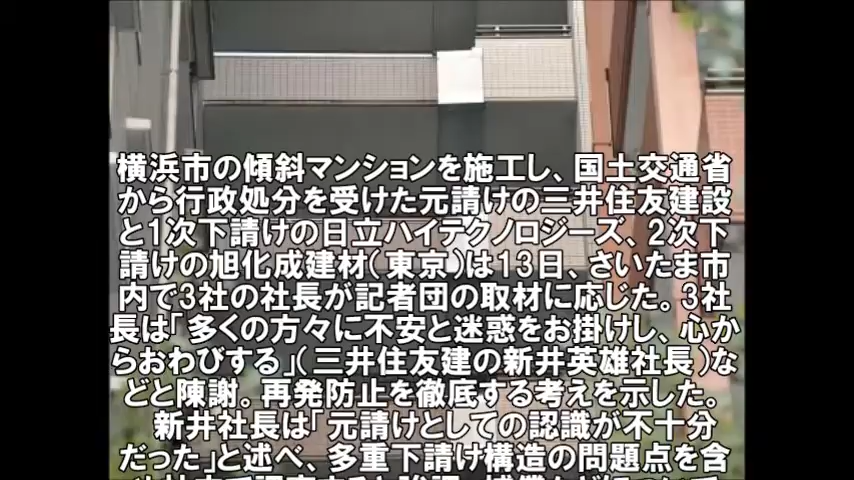 横浜市の傾斜マンションを施工し、国土交通省
から行政処分を受けた元請けの三井住友建設
と1次下請けの日立ハイテクノロジーズ、2次下
請けの旭化成建材(東京)は13日、さいたま市
内で3社の社長が記者団の取材に応じた。3社
長は「多くの方々に不安と迷惑をお掛けし、心か
らおわびする」(三井住友建の新井英雄社長)な
どと陳謝。再発防止を徹底する考えを示した。
新井社長は「元請けとしての認識が不十分
だった」と述べ、多重下請け構造の問題点を含